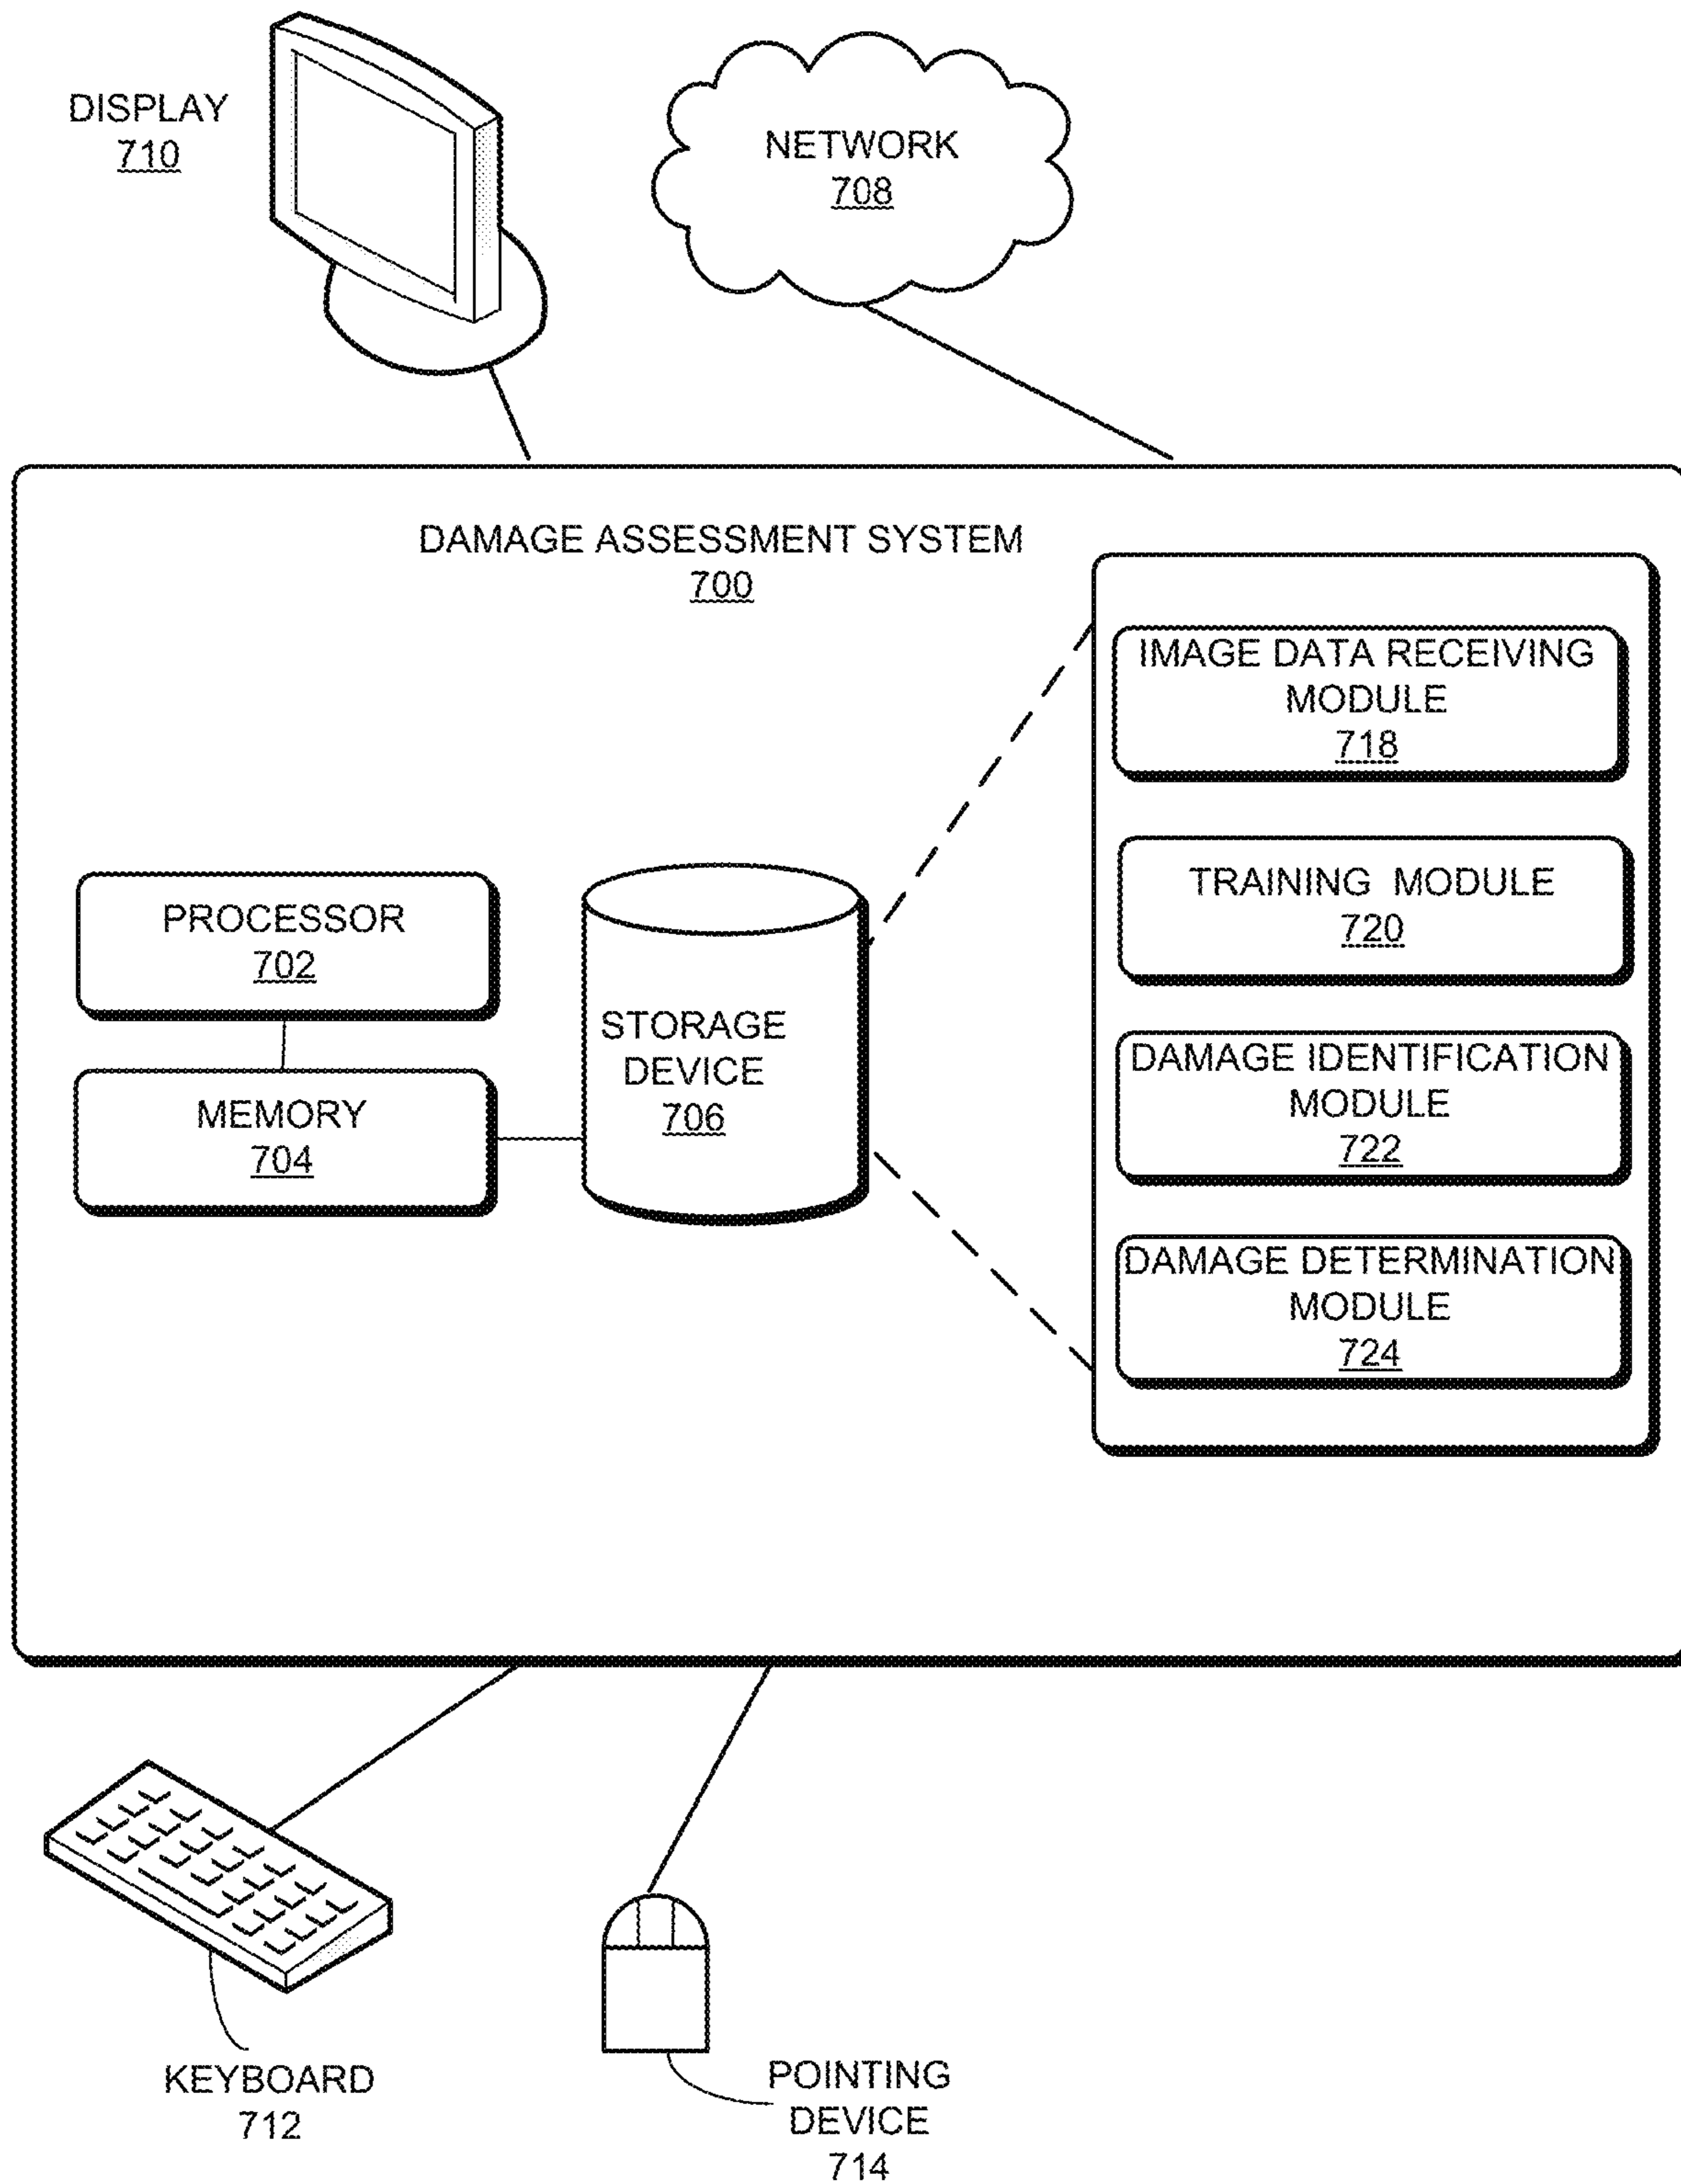 DISPLAY
710
NETWORK
708
DAMAGE ASSESSMENT SYSTEM
700
IMAGE DATA RECEIVING
MODULE
718
TRAINING MODULE
720
PROCESSOR
702
STORAGE
DEVICE
706
MEMORY
704
DAMAGE IDENTIFICATION
MODULE
722
DAMAGE DETERMINATION
MODULE
724
KEYBOARD
712
POINTING
DEVICE
714